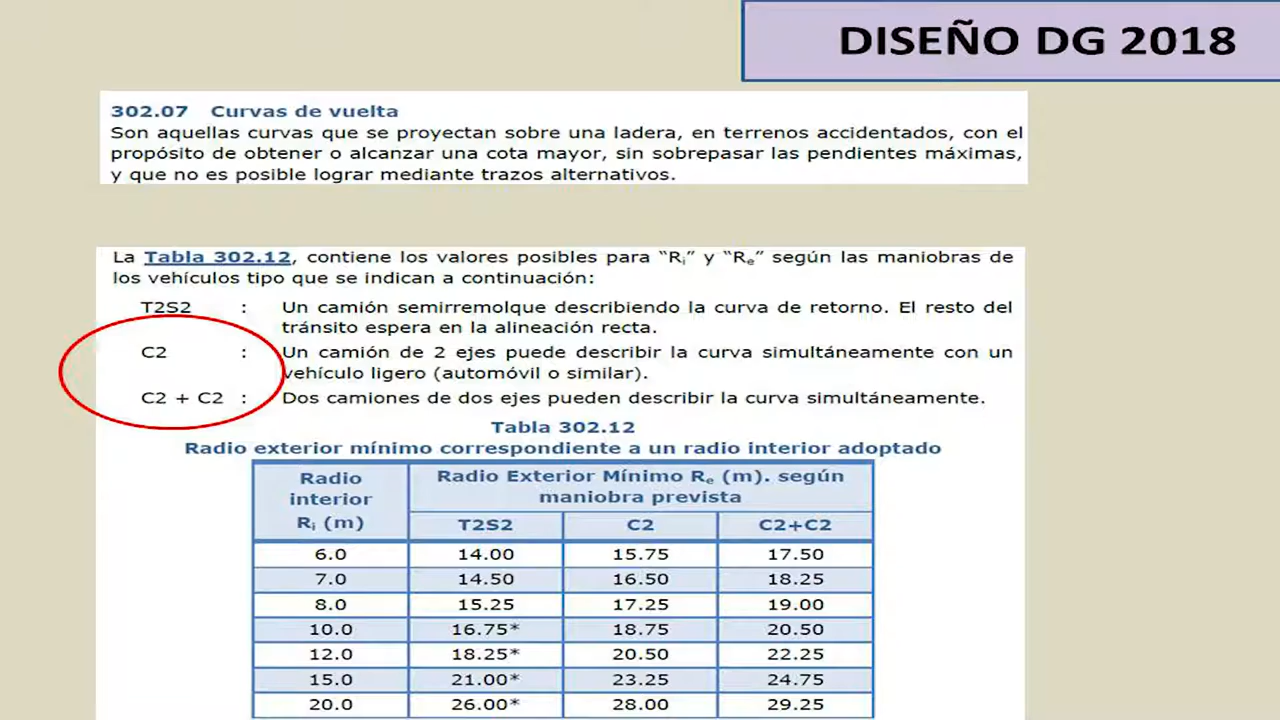 DISEÑO DG 2018
302.07 Curvas de vuelta
Son aquellas curvas que se proyectan sobre una ladera, en terrenos accidentados, con el
propósito de obtener o alcanzar una cota mayor, sin sobrepasar las pendientes máximas,
y que no es posible lograr mediante trazos alternativos.
La Tabla 302.12, contiene los valores posibles para “Ri” y “Re” según las maniobras de
los vehículos tipo que se indican a continuación:
T2S2 : Un camión semirremolque describiendo la curva de retorno. El resto del
tránsito espera en la alineación recta.
C2 : Un camión de 2 ejes puede describir la curva simultáneamente con un
vehículo ligero (automóvil o similar).
C2 + C2 : Dos camiones de dos ejes pueden describir la curva simultáneamente.
Tabla 302.12
Radio exterior mínimo correspondiente a un radio interior adoptado
Radio interior Ri (m) Radio Exterior Mínimo Re (m). según maniobra prevista
T2S2 C2 C2+C2
6.0 14.00 15.75 17.50
7.0 14.50 16.50 18.25
8.0 15.25 17.25 19.00
10.0 16.75* 18.75 20.50
12.0 18.25* 20.50 22.25
15.0 21.00* 23.25 24.75
20.0 26.00* 28.00 29.25